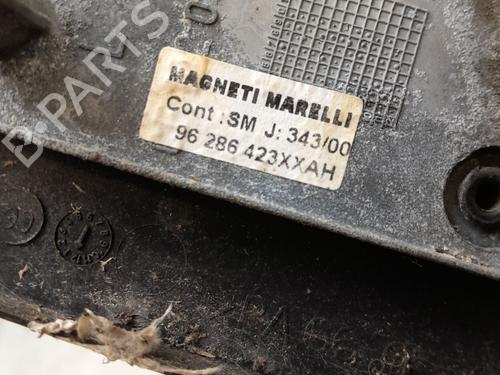 MAGNETI MARELLI
Cont :SM J: 343/00
96 286 423XXAH
B-PARTS